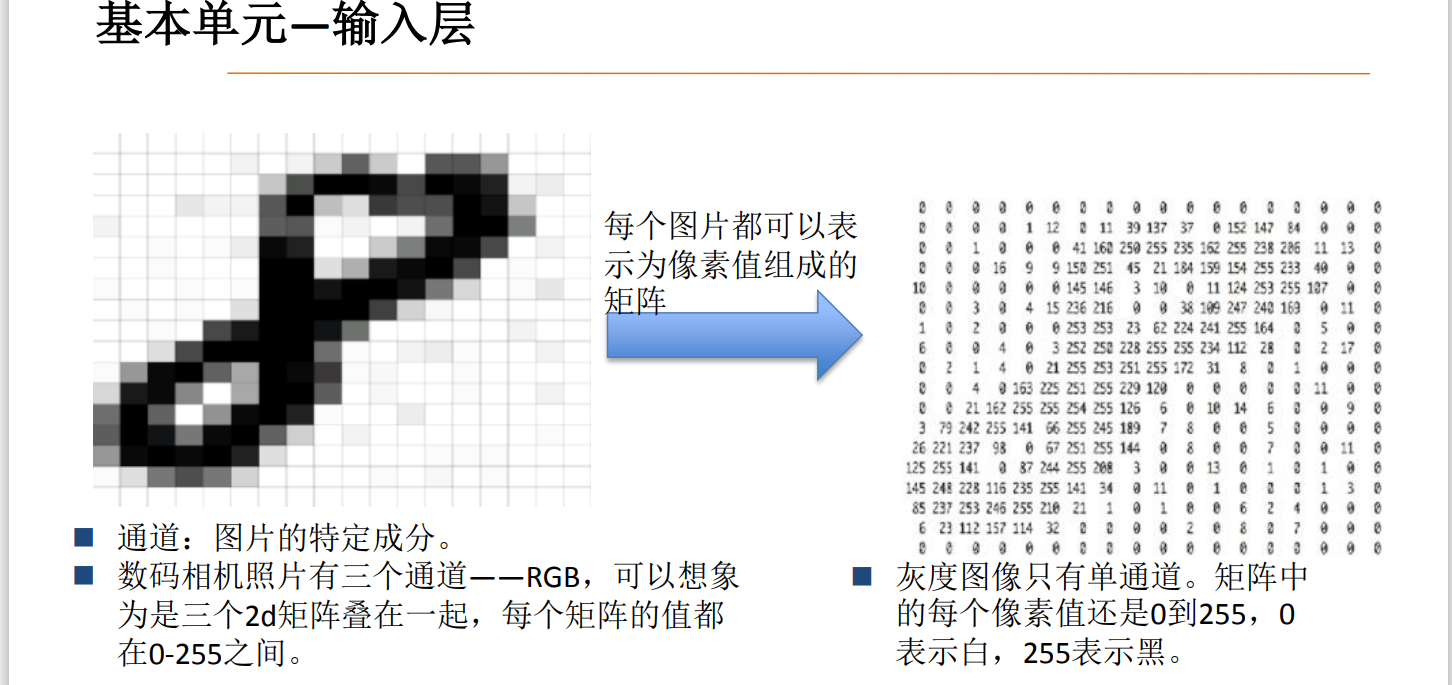 基本单元—输入层
每个图片都可以表
示为像素值组成的
矩阵
0 0 0 0 0 0 0 0 0 0 0 0 0 0 0 0 0 0
0 0 0 0 1 12 0 11 39 137 37 0 152 147 84 0 0 0
0 0 1 0 0 0 41 160 250 255 235 162 255 238 206 11 13 0
0 0 0 16 9 9 150 251 45 21 184 159 154 255 233 40 0 0
10 0 0 0 0 0 145 146 3 10 0 11 124 253 255 107 0 0
0 0 3 0 4 15 236 216 0 0 38 109 247 240 169 0 11 0
1 0 2 0 0 0 253 253 23 62 224 241 255 164 0 5 0 0
6 0 0 4 0 3 252 250 228 255 255 234 112 28 0 2 17 0
0 2 1 4 0 21 255 253 251 255 172 31 8 0 1 0 0 0
0 0 4 0 163 225 251 255 229 120 0 0 0 0 0 11 0 0
0 0 21 162 255 255 254 255 126 6 0 10 14 6 0 0 9 0
3 79 242 255 141 66 255 245 189 7 8 0 0 5 0 0 0 0
26 221 237 98 0 67 251 255 144 0 8 0 0 7 0 0 11 0
125 255 141 0 87 244 255 208 3 0 0 13 0 1 0 1 0 0
145 248 228 116 235 255 141 34 0 11 0 1 0 0 0 1 3 0
85 237 253 246 255 210 21 1 0 1 0 0 6 2 4 0 0 0
6 23 112 157 114 32 0 0 0 0 2 0 8 0 7 0 0 0
0 0 0 0 0 0 0 0 0 0 0 0 0 0 0 0 0 0
通道：图片的特定成分。
数码相机照片有三个通道——RGB，可以想象
为是三个2d矩阵叠在一起，每个矩阵的值都
在0-255之间。
灰度图像只有单通道。矩阵中
的每个像素值还是0到255，0
表示白，255表示黑。